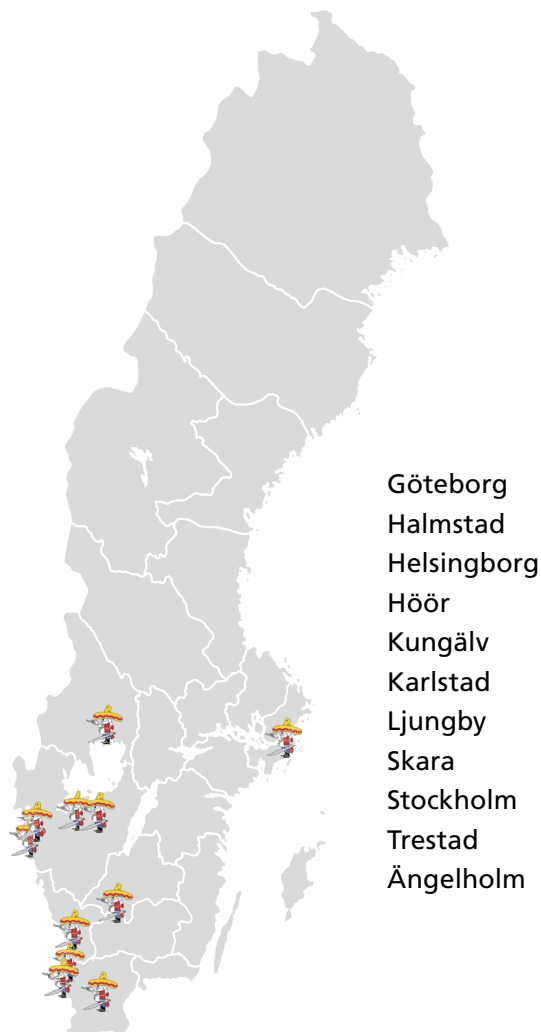 Göteborg
Halmstad
Helsingborg
Höör
Kungälv
Karlstad
Ljungby
Skara
Stockholm
Trestad
Ängelholm